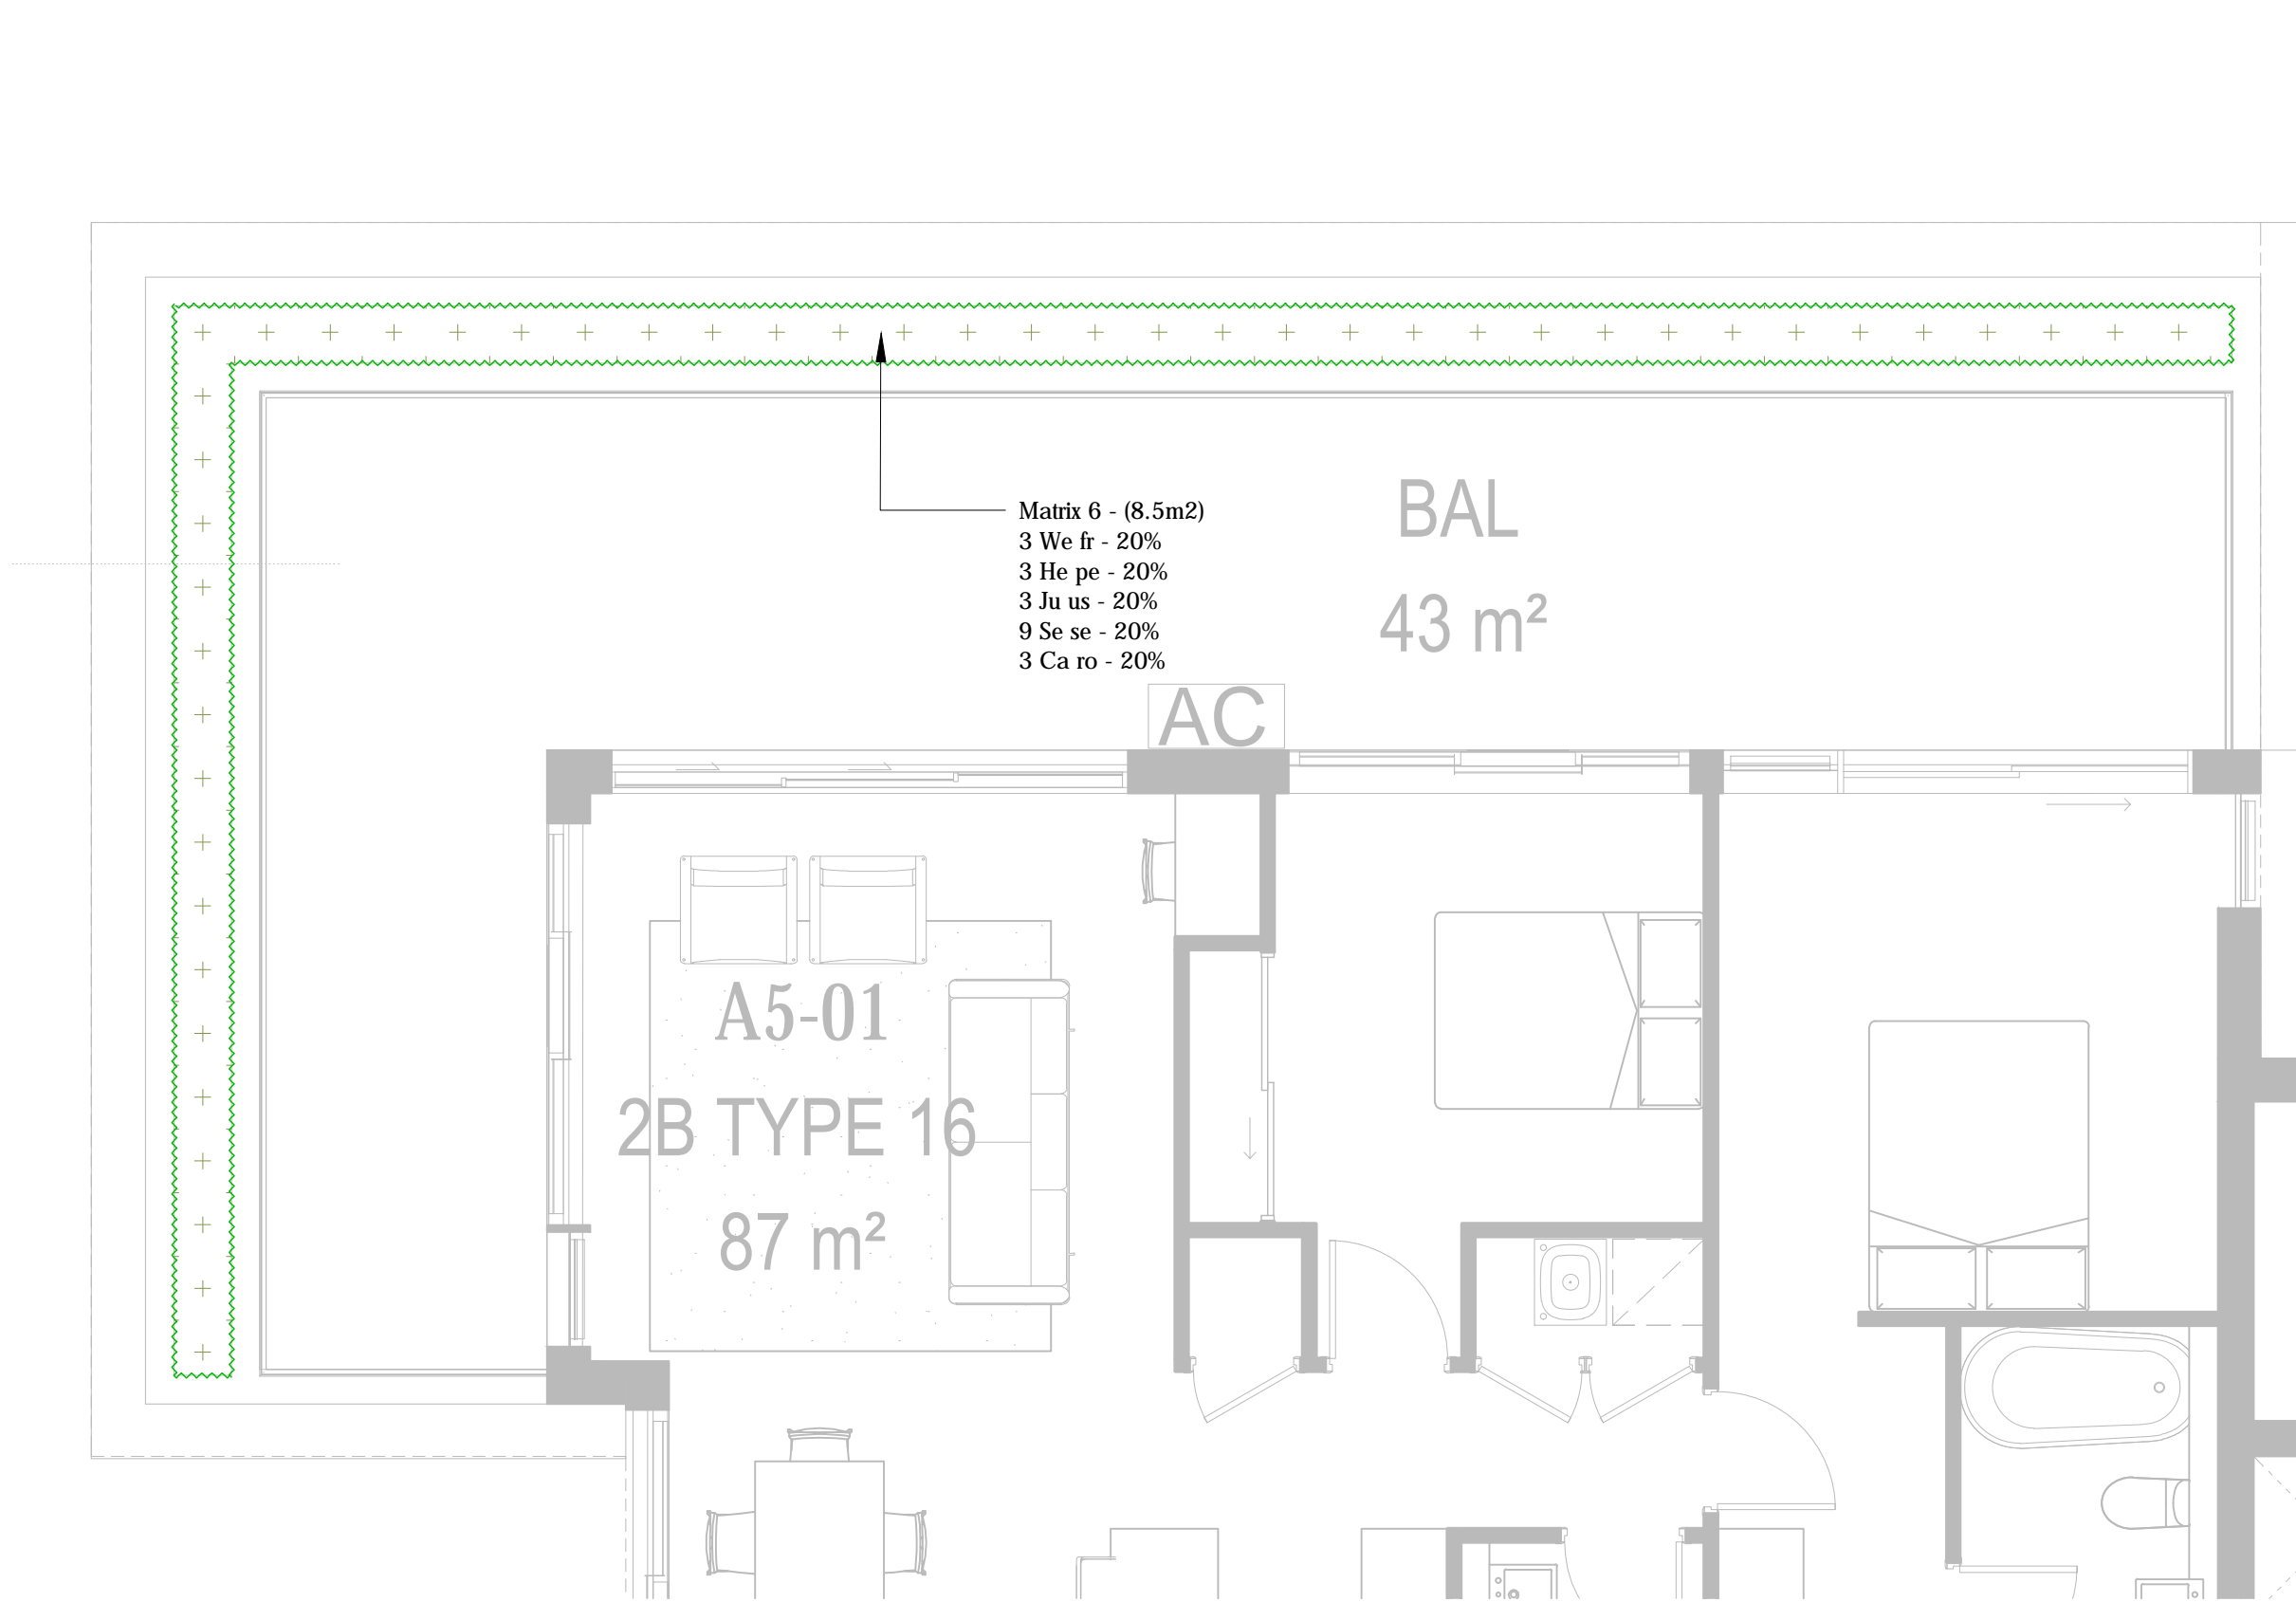 Matrix 6 - (8.5m2)
3 We fr - 20%
3 He pe - 20%
3 Ju us - 20%
9 Se se - 20%
3 Ca ro - 20%
BAL
43 m²
AC
A5-01
2B TYPE 16
87 m²